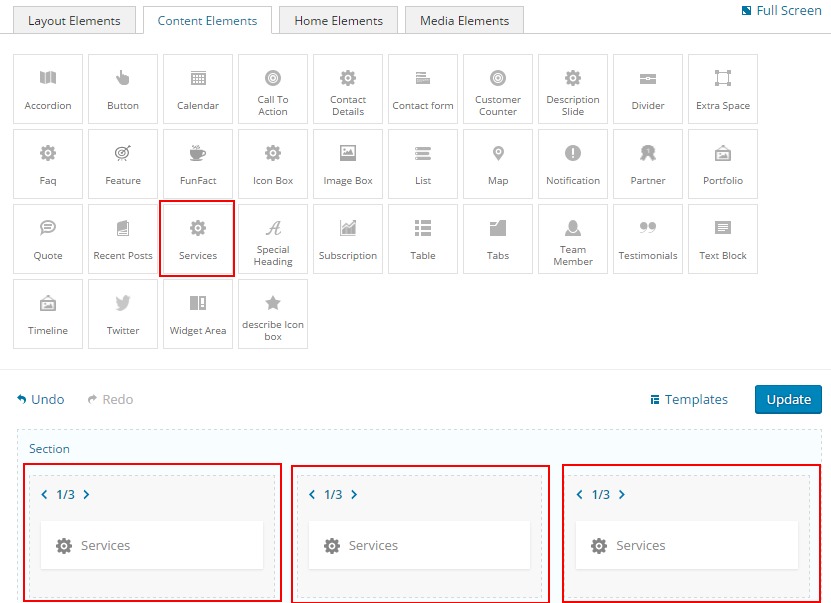 Layout Elements Content Elements Home Elements Media Elements Full Screen
Accordion Button Calendar Call To Action Contact Details Contact form Customer Counter Description Slide Divider Extra Space
Faq Feature FunFact Icon Box Image Box List Map Notification Partner Portfolio
Quote Recent Posts Services Special Heading Subscription Table Tabs Team Member Testimonials Text Block
Timeline Twitter Widget Area describe Icon box
Undo Redo Templates Update
Section
1/3 1/3 1/3
Services Services Services